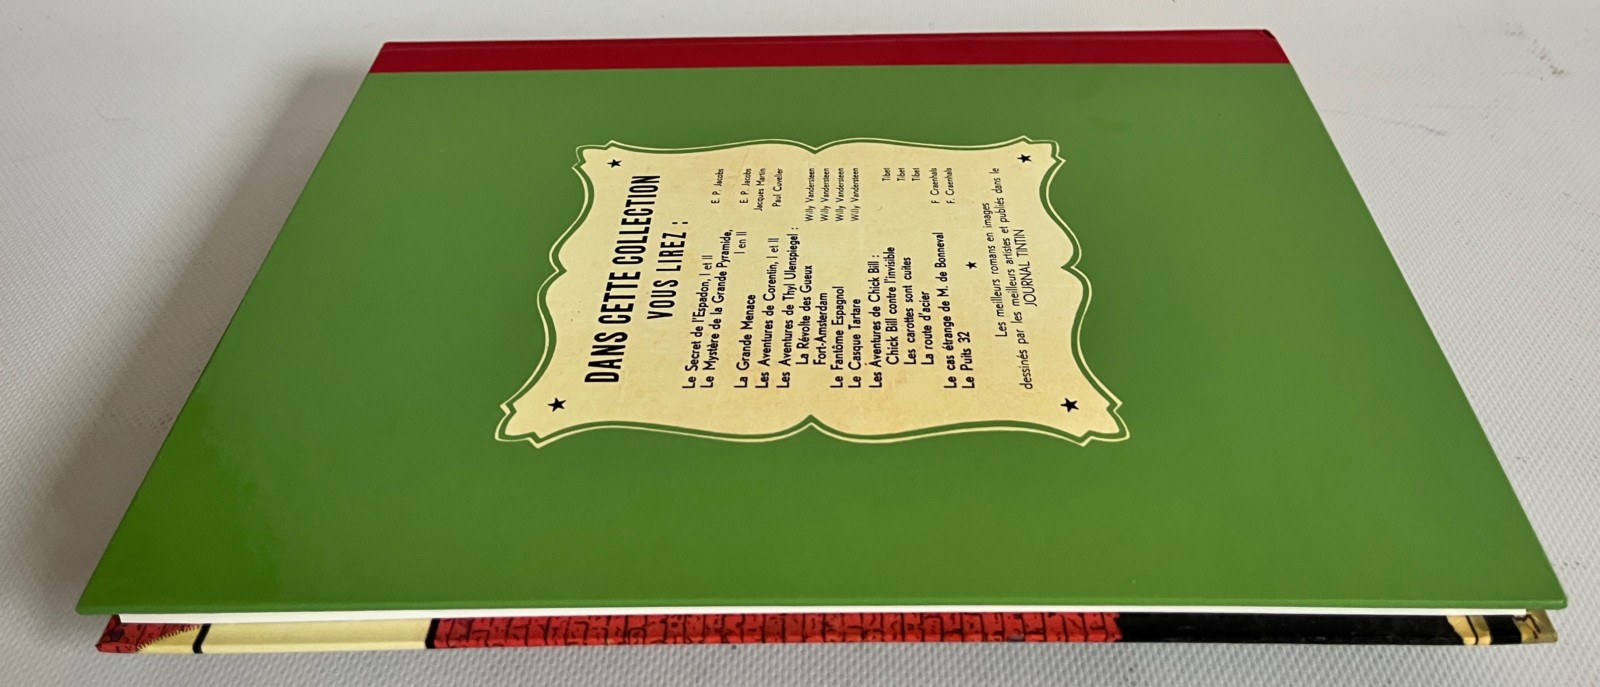 DANS CETTE COLLECTION
VOUS LIREZ :
Le Secret de l'Espadon, I et II E. P. Jacobs
Le Mystère de la Grande Pyramide,
I en II E. P. Jacobs
La Grande Menace Jacques Martin
Les Aventures de Corentin, I et II Paul Cuvelier
Les Aventures de Thyl Ulenspiegel :
La Révolte des Gueux Willy Vandersteen
Fort-Amsterdam Willy Vandersteen
Le Fantôme Espagnol Willy Vandersteen
Le Casque Tartare Willy Vandersteen
Les Aventures de Chick Bill :
Chick Bill contre l'invisible Tibet
Les carottes sont cuites Tibet
La route d'acier Tibet
Le cas étrange de M. de Bonneval F. Craenhals
Le Puits 32 F. Craenhals
Les meilleurs romans en images
dessinés par les meilleurs artistes et publiés dans le
JOURNAL TINTIN